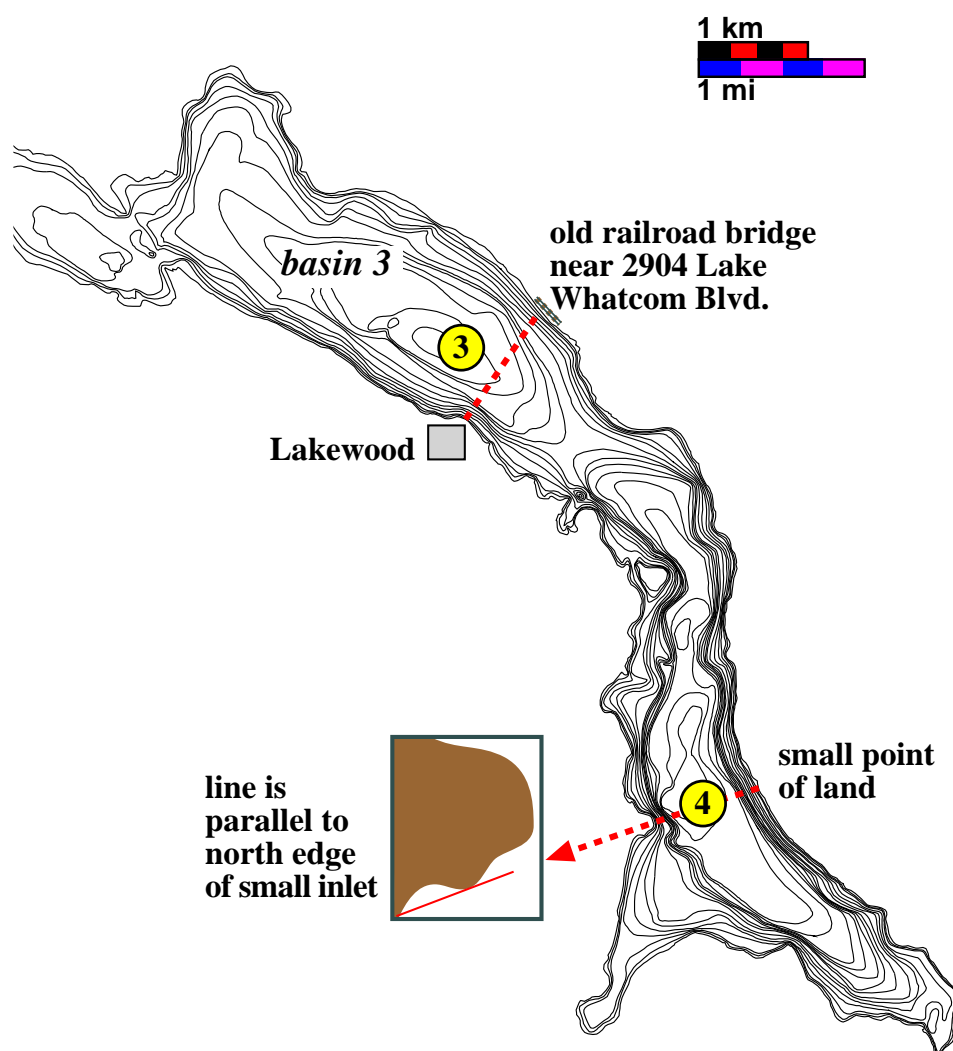 1 km
1 mi
old railroad bridge
near 2904 Lake
Whatcom Blvd.
basin 3
3
Lakewood
small point
of land
4
line is
parallel to
north edge
of small inlet